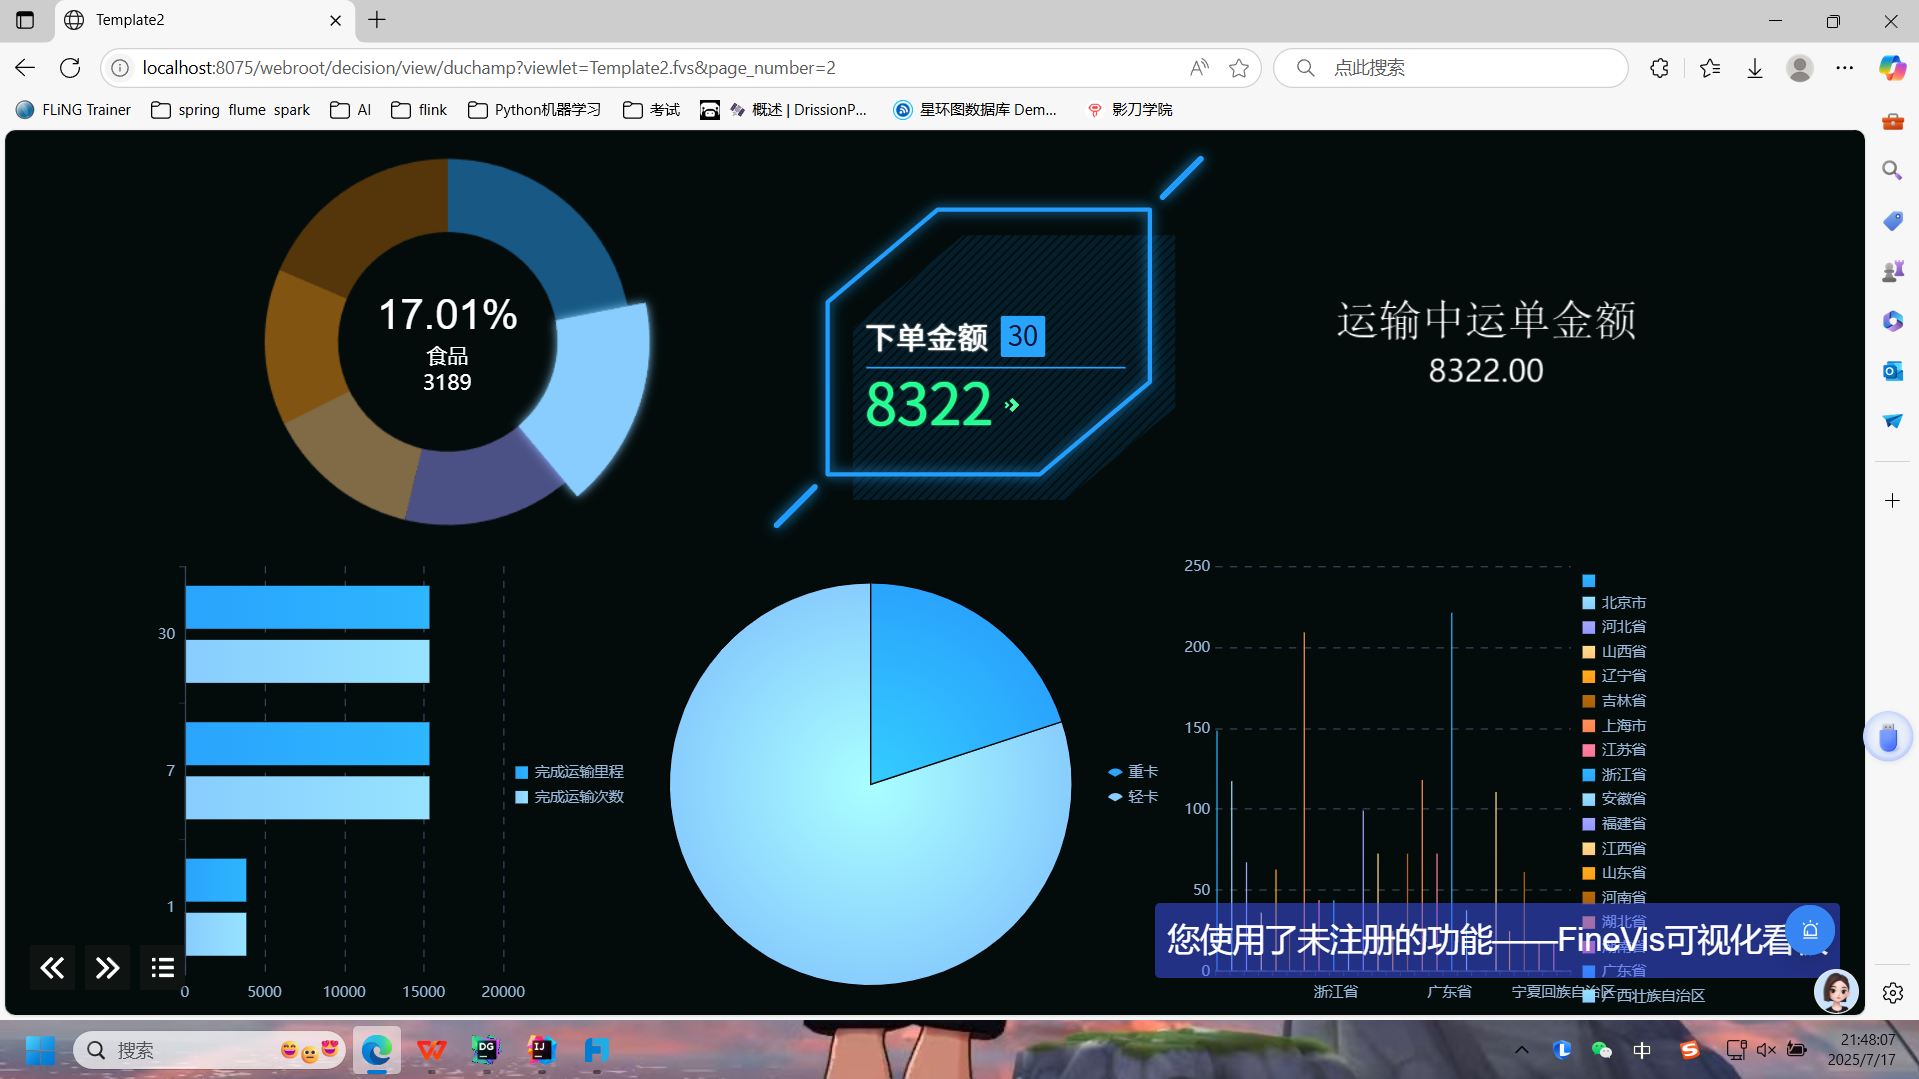 Template2
localhost:8075/webroot/decision/view/duchamp?viewlet=Template2.fvs&page_number=2
点此搜索
FLiNG Trainer
spring flume spark
AI
flink
Python机器学习
考试
概述 | DrissionP...
星环图数据库 Dem...
影刀学院
17.01%
食品
3189
下单金额 30
8322
运输中运单金额
8322.00
30
7
1
0 5000 10000 15000 20000
完成运输里程
完成运输次数
重卡
轻卡
250
200
150
100
50
0
浙江省 广东省 宁夏回族自治区
北京市
河北省
山西省
辽宁省
吉林省
上海市
江苏省
浙江省
安徽省
福建省
江西省
山东省
河南省
湖北省
广东省
广西壮族自治区
您使用了未注册的功能——FineVis可视化看
搜索
DG
IJ
中
21:48:07
2025/7/17